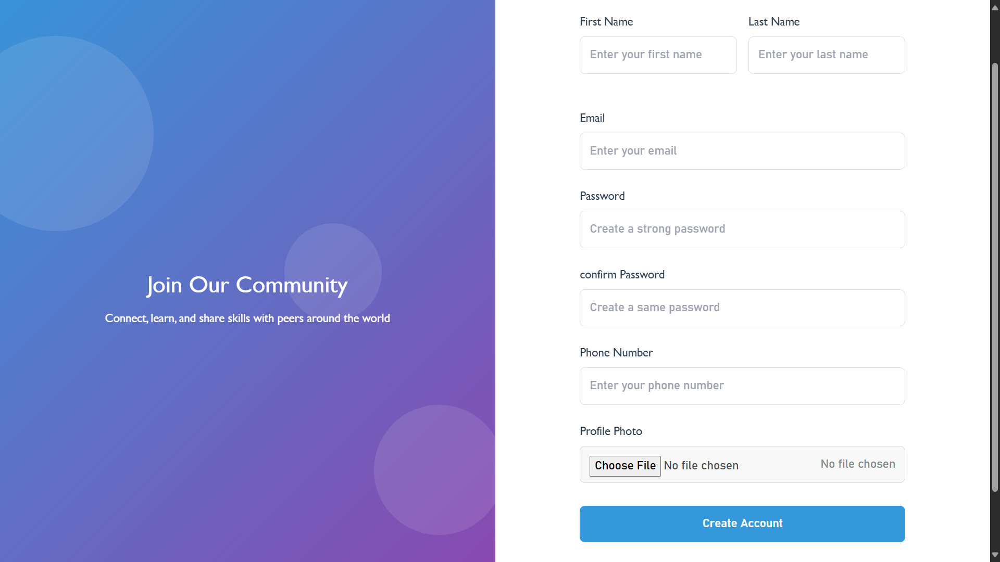 Join Our Community
Connect, learn, and share skills with peers around the world
First Name Last Name
Enter your first name Enter your last name
Email
Enter your email
Password
Create a strong password
confirm Password
Create a same password
Phone Number
Enter your phone number
Profile Photo
Choose File No file chosen No file chosen
Create Account